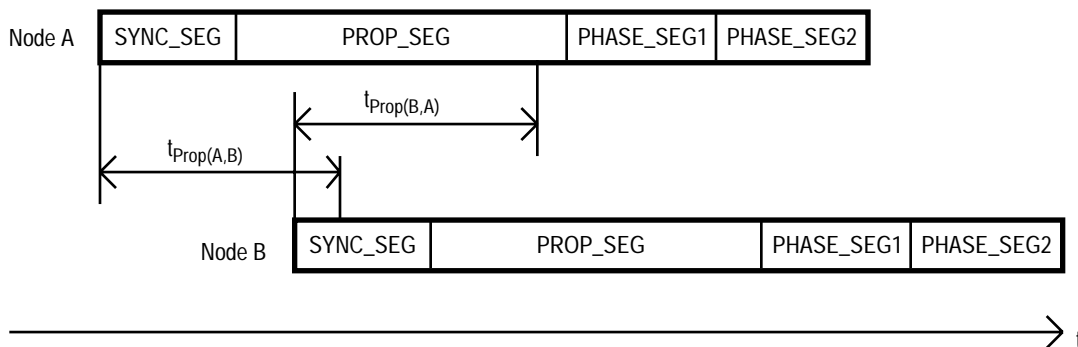 Node A SYNC_SEG PROP_SEG PHASE_SEG1 PHASE_SEG2
tProp(B,A)
tProp(A,B)
Node B SYNC_SEG PROP_SEG PHASE_SEG1 PHASE_SEG2
t